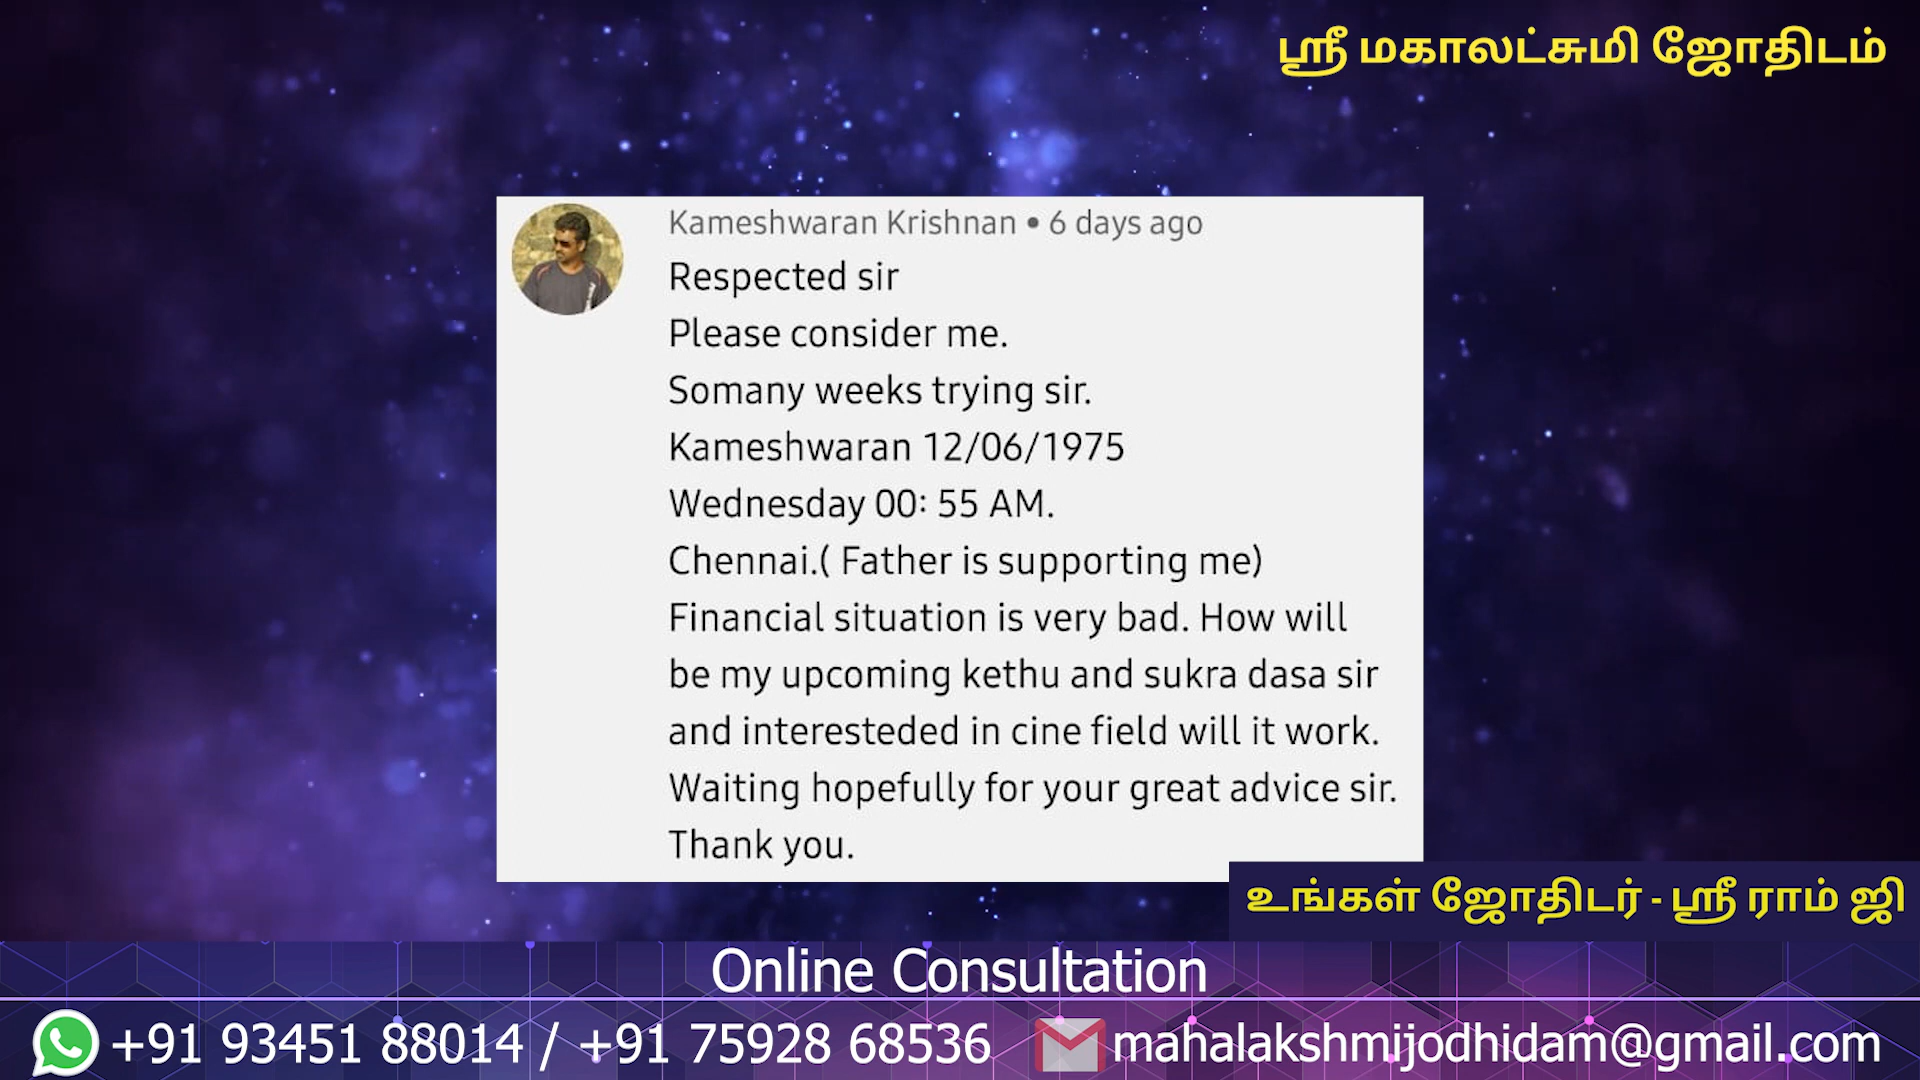 ஸ்ரீ மகாலட்சுமி ஜோதிடம்
Kameshwaran Krishnan • 6 days ago
Respected sir
Please consider me.
Somany weeks trying sir.
Kameshwaran 12/06/1975
Wednesday 00: 55 AM.
Chennai.( Father is supporting me)
Financial situation is very bad. How will
be my upcoming kethu and sukra dasa sir
and interesteded in cine field will it work.
Waiting hopefully for your great advice sir.
Thank you.
உங்கள் ஜோதிடர் - ஸ்ரீ ராம் ஜி
Online Consultation
+91 93451 88014 / +91 75928 68536 mahalakshmijodhidam@gmail.com